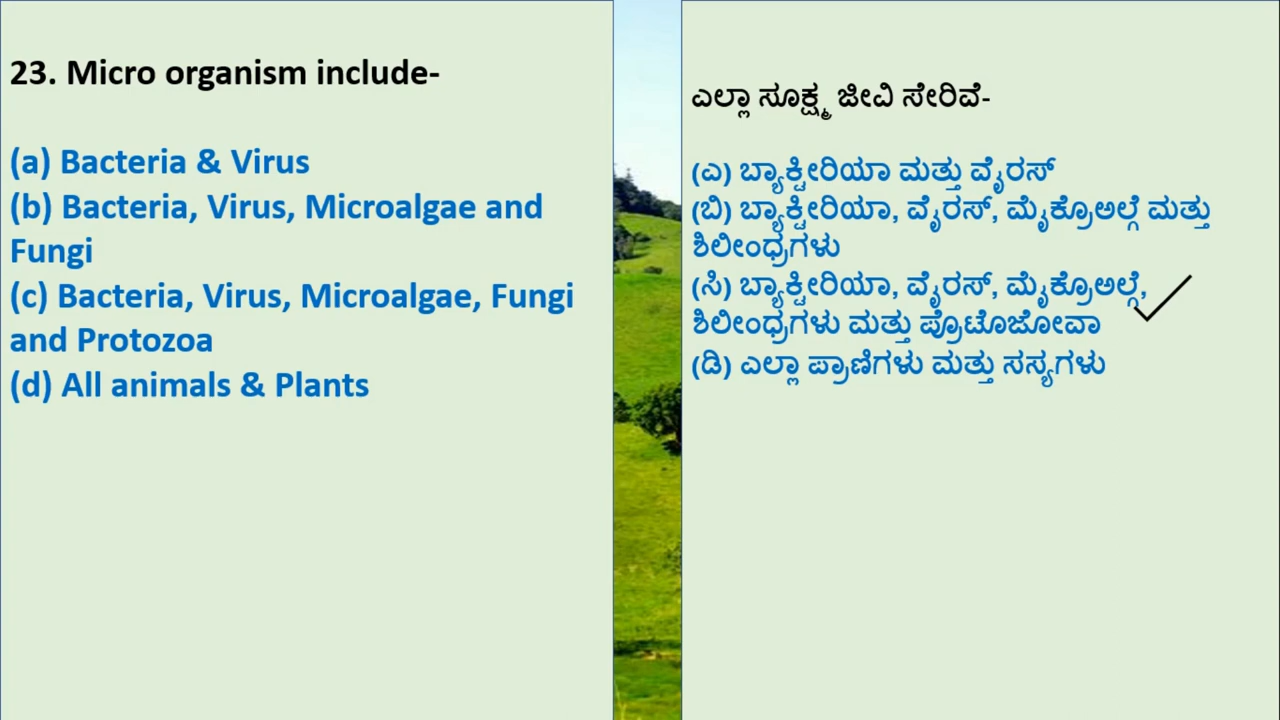 23. Micro organism include-
(a) Bacteria & Virus
(b) Bacteria, Virus, Microalgae and
Fungi
(c) Bacteria, Virus, Microalgae, Fungi
and Protozoa
(d) All animals & Plants
ಎಲ್ಲಾ ಸೂಕ್ಷ್ಮ ಜೀವಿ ಸೇರಿವೆ-
(ಎ) ಬ್ಯಾಕ್ಟೀರಿಯಾ ಮತ್ತು ವೈರಸ್
(ಬಿ) ಬ್ಯಾಕ್ಟೀರಿಯಾ, ವೈರಸ್, ಮೈಕ್ರೊಅಲ್ಗೆ ಮತ್ತು
ಶಿಲೀಂಧ್ರಗಳು
(ಸಿ) ಬ್ಯಾಕ್ಟೀರಿಯಾ, ವೈರಸ್, ಮೈಕ್ರೊಅಲ್ಗೆ,
ಶಿಲೀಂಧ್ರಗಳು ಮತ್ತು ಪ್ರೊಟೊಜೋವಾ
(ಡಿ) ಎಲ್ಲಾ ಪ್ರಾಣಿಗಳು ಮತ್ತು ಸಸ್ಯಗಳು